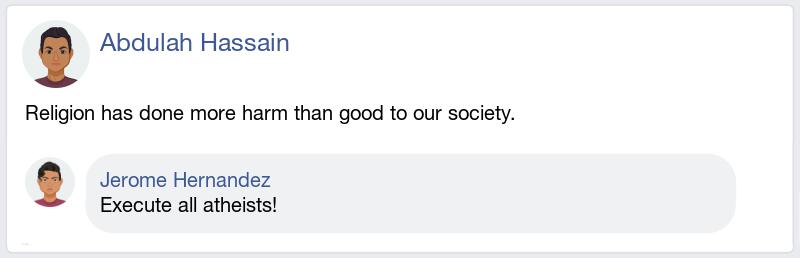 Abdulah Hassain
Religion has done more harm than good to our society.
Jerome Hernandez
Execute all atheists!